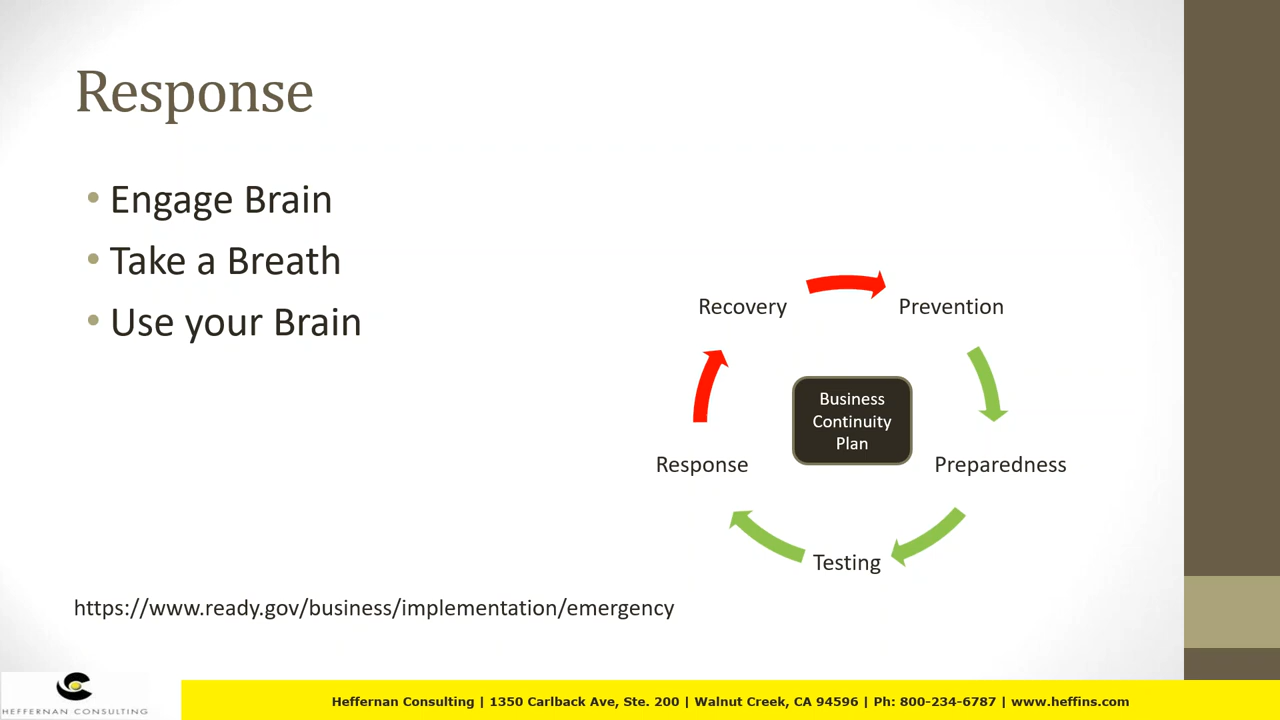 Response
• Engage Brain
• Take a Breath
• Use your Brain
Recovery
Prevention
Business
Continuity
Plan
Response
Preparedness
Testing
https://www.ready.gov/business/implementation/emergency
HEFFERNAN CONSULTING
Heffernan Consulting | 1350 Carlback Ave, Ste. 200 | Walnut Creek, CA 94596 | Ph: 800-234-6787 | www.heffins.com